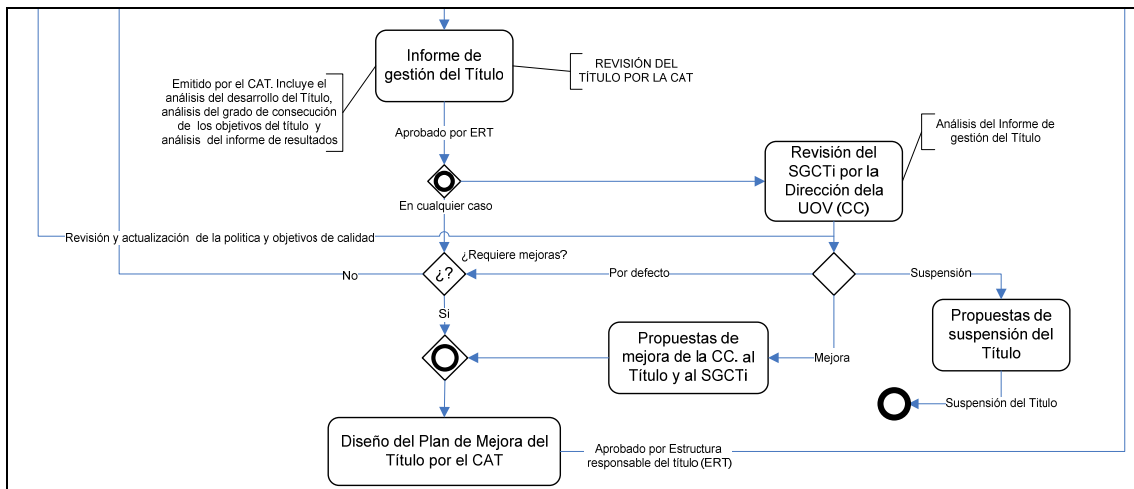 Informe de
gestión del Título
REVISIÓN DEL
TÍTULO POR LA CAT
Emitido por el CAT. Incluye el
análisis del desarrollo del Título,
análisis del grado de consecución
de los objetivos del título y
análisis del informe de resultados
Aprobado por ERT
Análisis del Informe de
gestión del Título
Revisión del
SGCTi por la
Dirección dela
UOV (CC)
En cualquier caso
Revisión y actualización de la politica y objetivos de calidad
¿Requiere mejoras?
No
¿?
Por defecto
Suspensión
Si
Propuestas de
suspensión del
Título
Propuestas de
mejora de la CC. al
Título y al SGCTi
Mejora
Suspensión del Titulo
Diseño del Plan de Mejora del
Título por el CAT
Aprobado por Estructura
responsable del título (ERT)